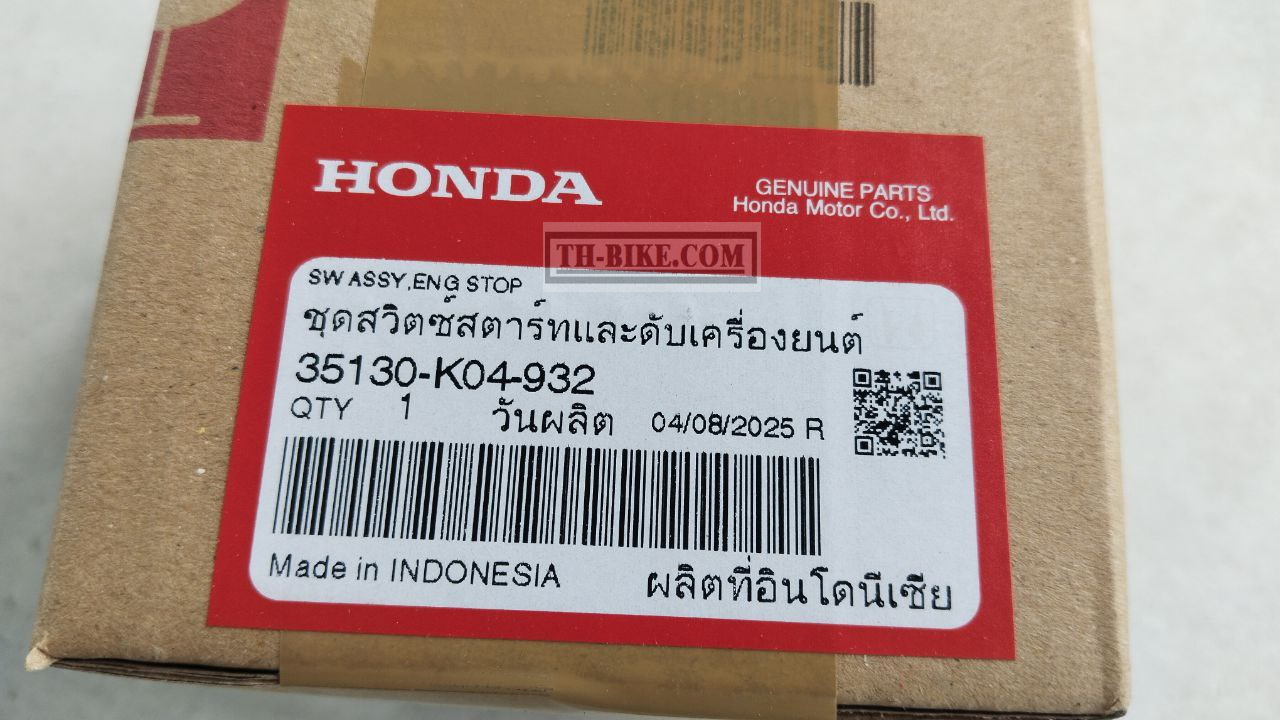 HONDA
GENUINE PARTS
Honda Motor Co., Ltd.
TH-BIKE.COM
SW ASSY,ENG STOP
ชุดสวิตซ์สตาร์ทและดับเครื่องยนต์
35130-K04-932
QTY 1 วันผลิต 04/08/2025 R
Made in INDONESIA ผลิตที่อินโดนีเซีย